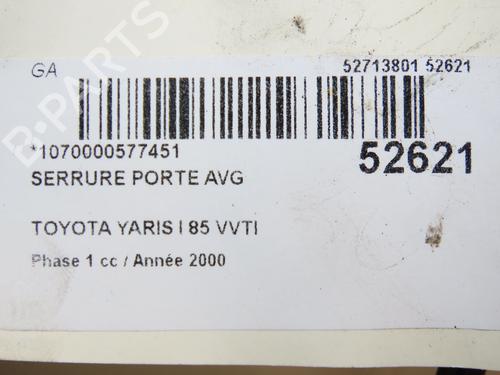 GA
52713801 52621
*1070000577451
52621
SERRURE PORTE AVG
TOYOTA YARIS I 85 VVTI
Phase 1 cc / Année 2000
B-PARTS